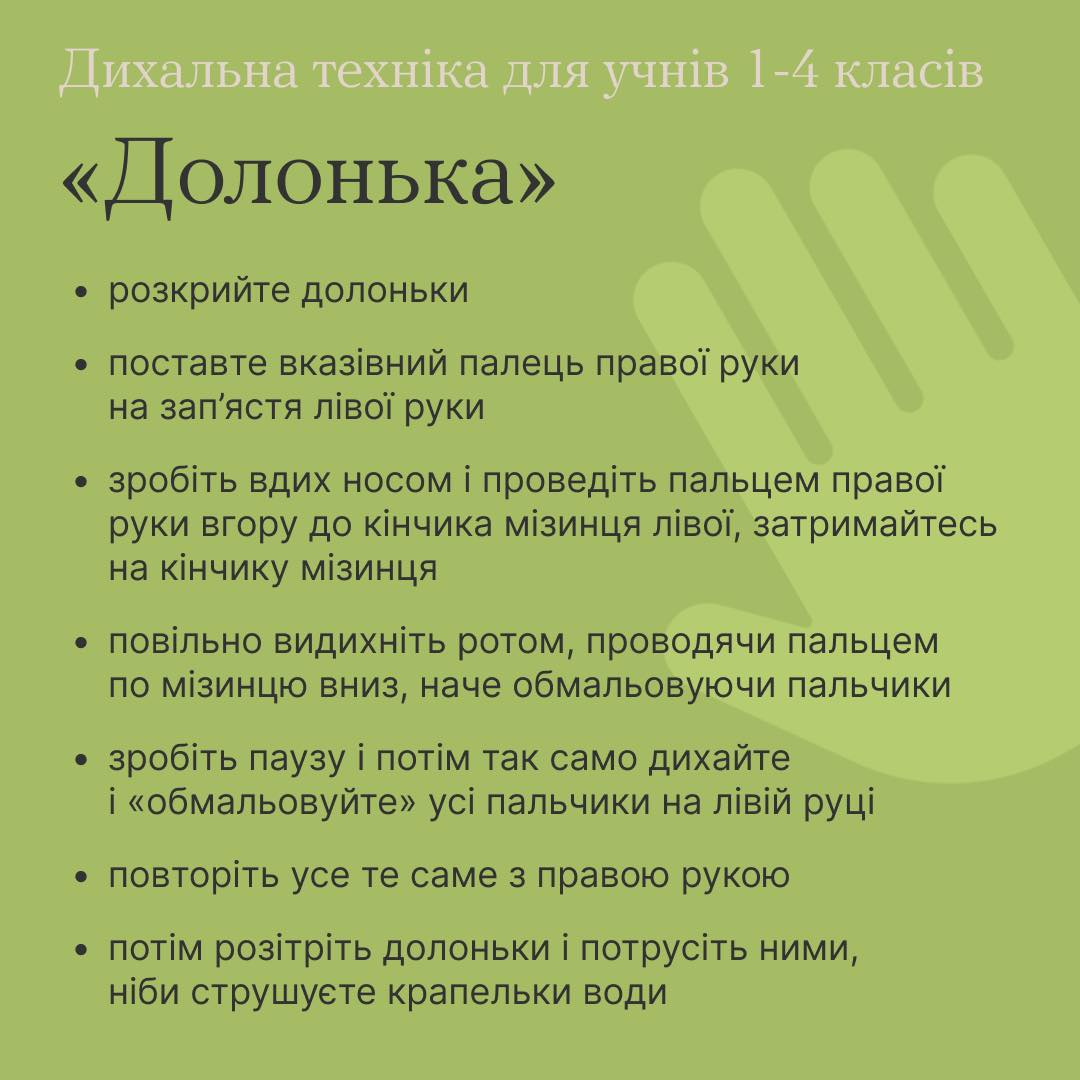 Дихальна техніка для учнів 1-4 класів
«Долонька»
• розкрийте долоньки
• поставте вказівний палець правої руки
на зап’ястя лівої руки
• зробіть вдих носом і проведіть пальцем правої
руки вгору до кінчика мізинця лівої, затримайтесь
на кінчику мізинця
• повільно видихніть ротом, проводячи пальцем
по мізинцю вниз, наче обмальовуючи пальчики
• зробіть паузу і потім так само дихайте
і «обмальовуйте» усі пальчики на лівій руці
• повторіть усе те саме з правою рукою
• потім розітріть долоньки і потрусіть ними,
ніби струшуєте крапельки води